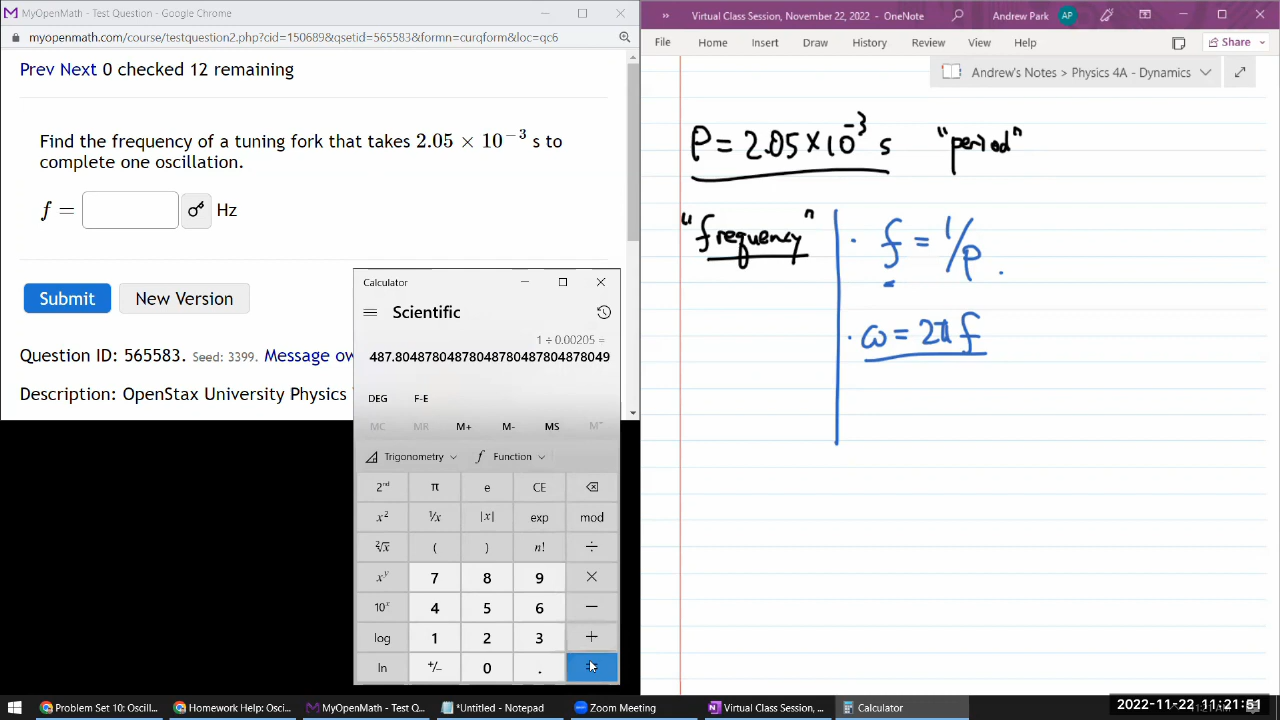 MyOpenMath - Test Question - Google Chrome
myopenmath.com/course/testquestion2.php?cid=150689&qsetid=565583&formn=curqform&loc=qc6
Prev Next 0 checked 12 remaining
Find the frequency of a tuning fork that takes 2.05 × 10⁻³ s to
complete one oscillation.
f = Hz
Submit New Version
Question ID: 565583. Seed: 3399. Message ow
Description: OpenStax University Physics
Calculator
Scientific
1 ÷ 0.00205 =
487.80487804878048780487804878049
DEG F-E
MC MR M+ M- MS M˅
Trigonometry f Function
2ⁿᵈ π e CE
x² ¹/x |x| exp mod
²√x ( ) n! ÷
xʸ 7 8 9 ×
10ˣ 4 5 6 −
log 1 2 3 +
ln +/− 0 . =
Virtual Class Session, November 22, 2022 - OneNote
Andrew Park AP
File Home Insert Draw History Review View Help Share
Andrew's Notes > Physics 4A - Dynamics
P = 2.05×10⁻³ s "period"
"frequency"
· f = 1/P .
· ω = 2π f
Problem Set 10: Oscill... Homework Help: Osci... MyOpenMath - Test Q... *Untitled - Notepad Zoom Meeting Virtual Class Session,... Calculator
2022-11-22 11:21:51